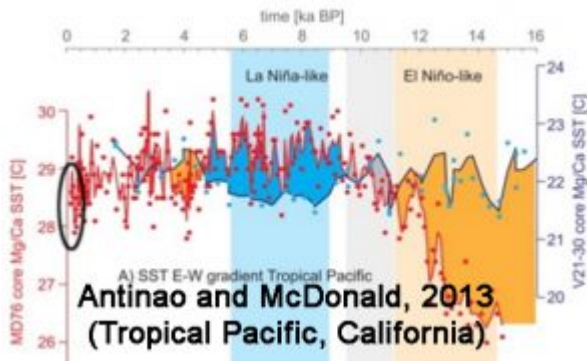 time [ka BP]
0 2 4 6 8 10 12 14 16
La Niña-like El Niño-like
30
29
28
27
26
MD76 core Mg/Ca SST [C]
24
23
22
21
20
V21-30 core Mg/Ca SST [C]
A) SST E-W gradient Tropical Pacific
Antinao and McDonald, 2013
(Tropical Pacific, California)